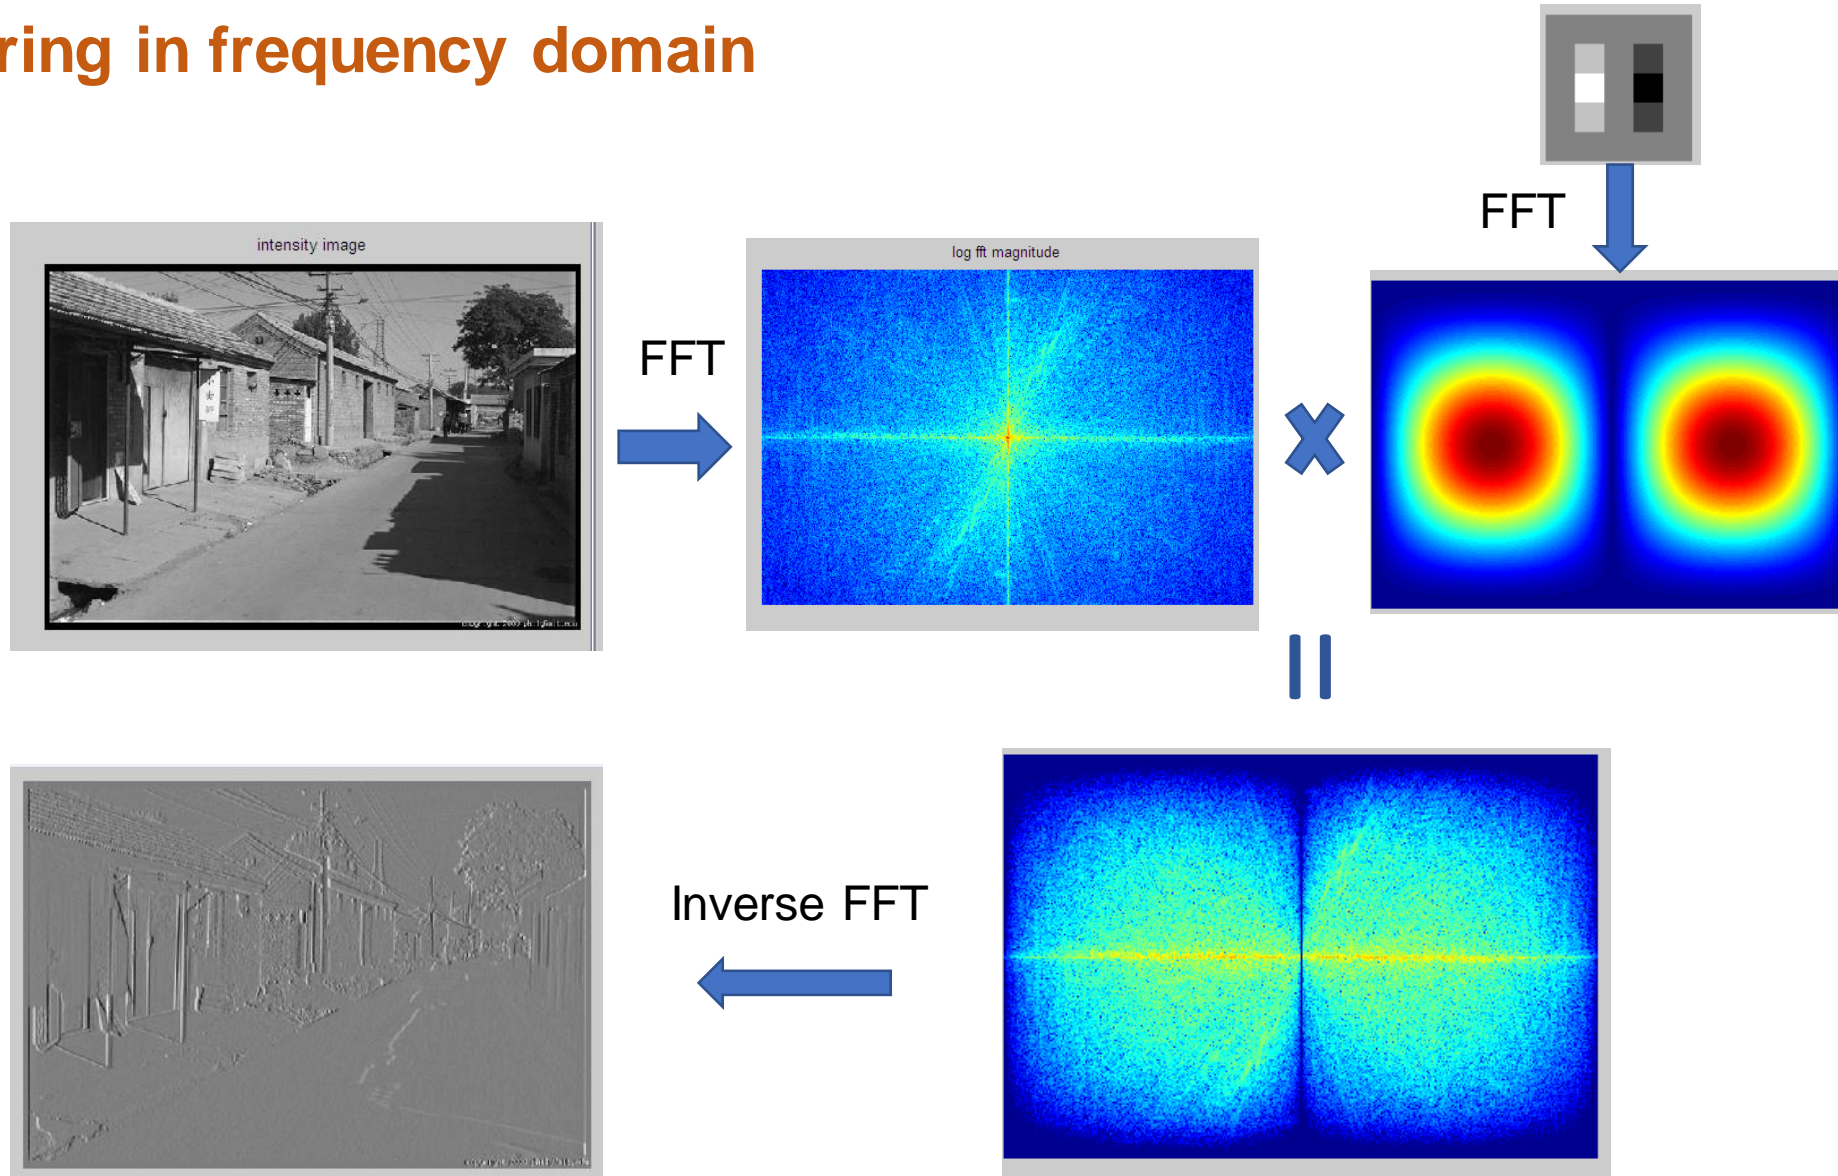 ring in frequency domain
FFT
intensity image
log fft magnitude
FFT
Inverse FFT